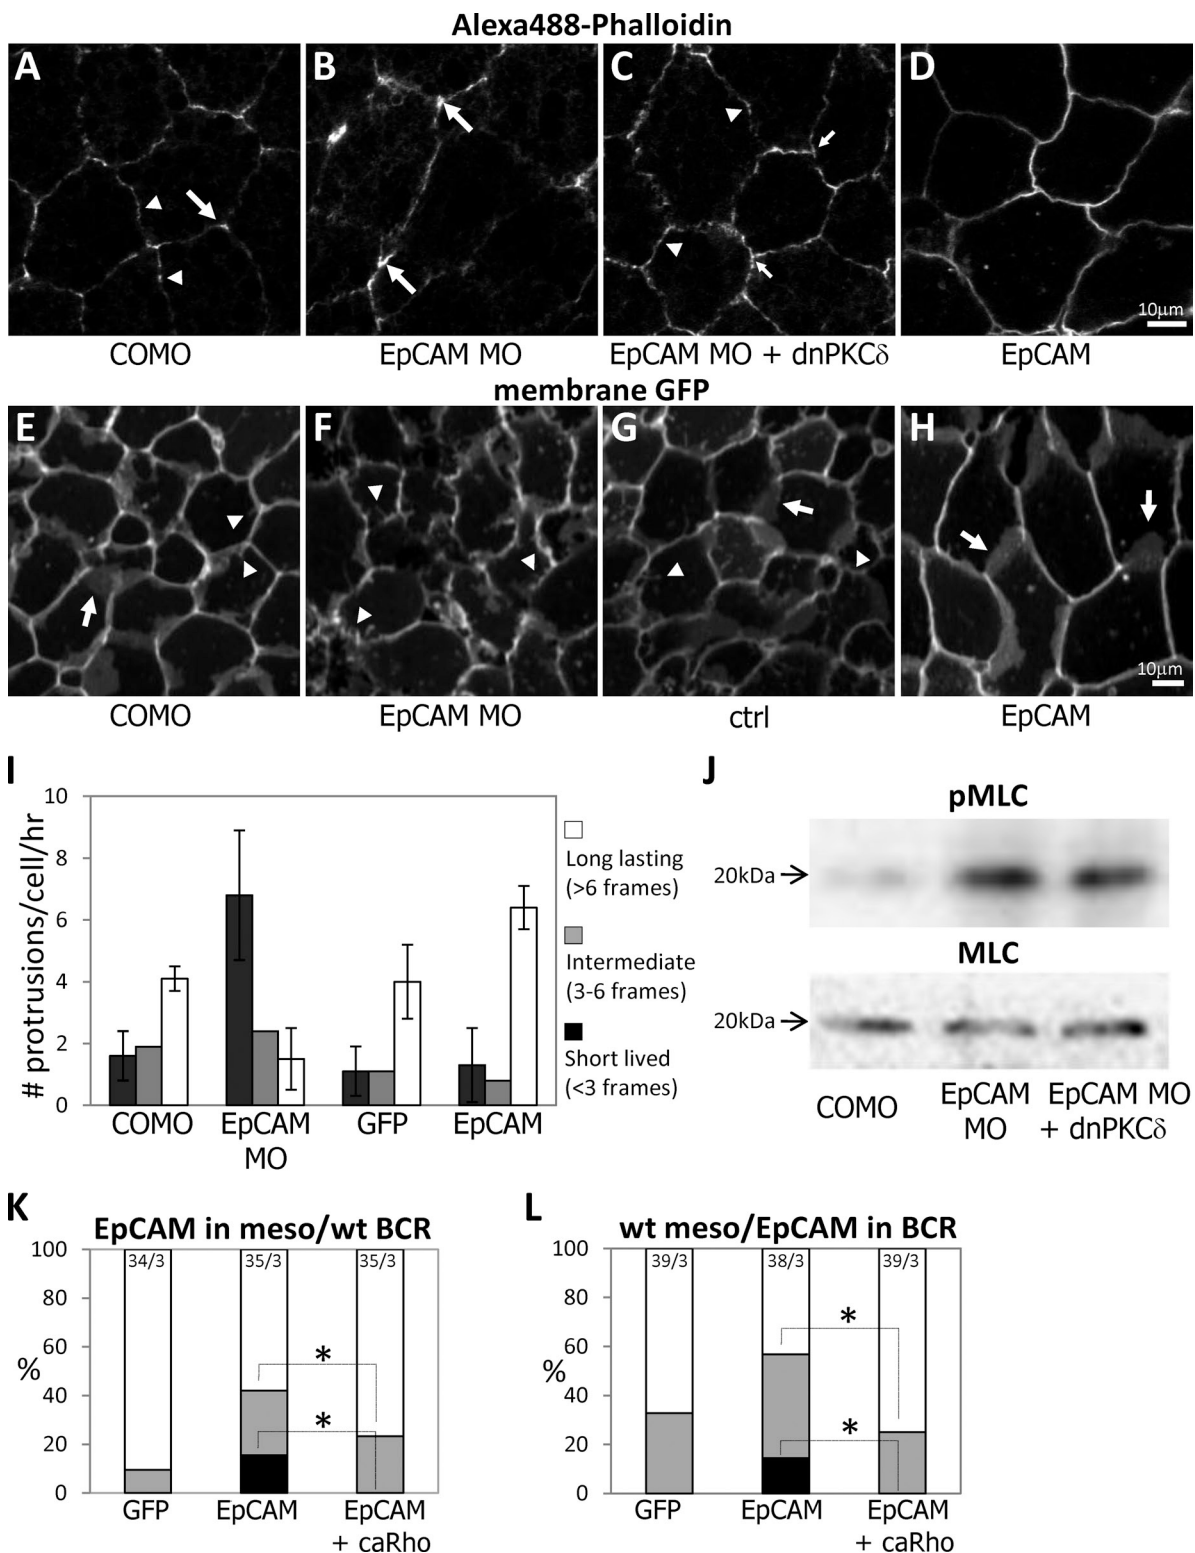 Alexa488-Phalloidin
A B C D
10µm
COMO EpCAM MO EpCAM MO + dnPKCδ EpCAM
membrane GFP
E F G H
10µm
COMO EpCAM MO ctrl EpCAM
I
# protrusions/cell/hr
10
8
6
4
2
0
COMO EpCAM GFP EpCAM
MO
Long lasting
(>6 frames)
Intermediate
(3-6 frames)
Short lived
(<3 frames)
J
pMLC
20kDa
MLC
20kDa
COMO EpCAM EpCAM MO
MO + dnPKCδ
K
EpCAM in meso/wt BCR
%
100
80
60
40
20
0
34/3 35/3 35/3
* 
*
GFP EpCAM EpCAM
+ caRho
L
wt meso/EpCAM in BCR
%
100
80
60
40
20
0
39/3 38/3 39/3
*
*
GFP EpCAM EpCAM
+ caRho